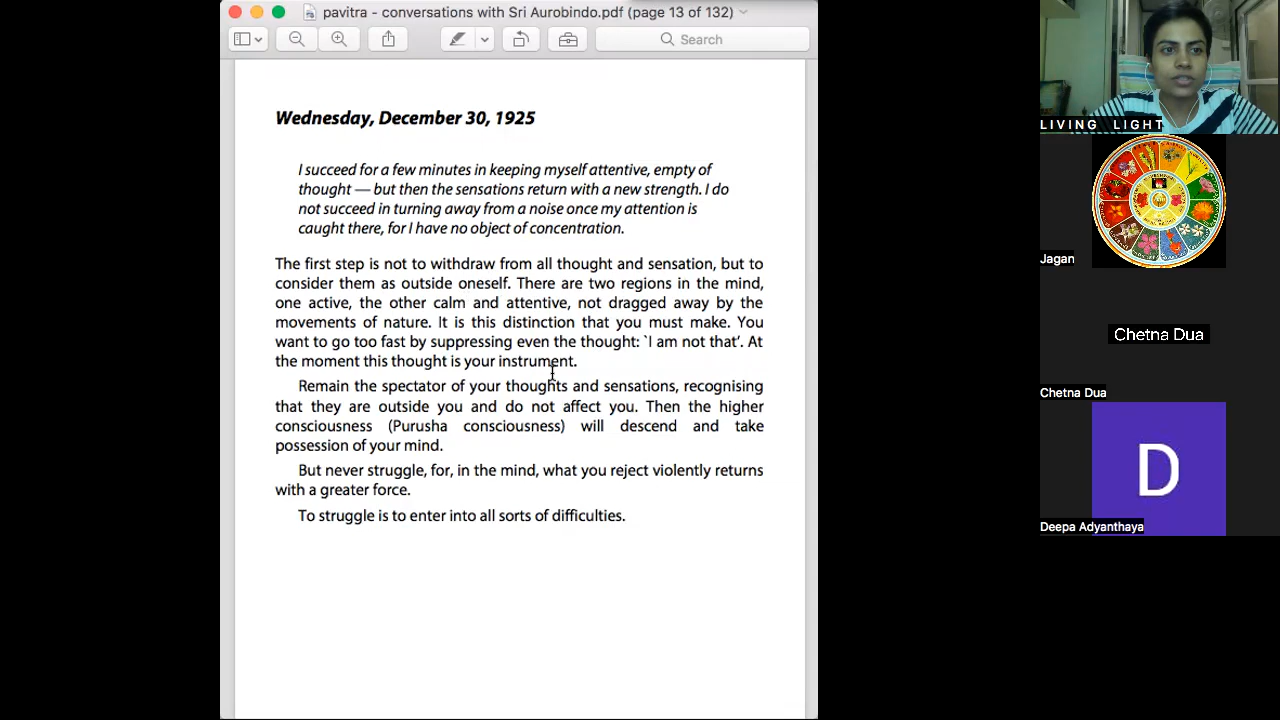 pavitra - conversations with Sri Aurobindo.pdf (page 13 of 132)
Search
Wednesday, December 30, 1925
I succeed for a few minutes in keeping myself attentive, empty of
thought — but then the sensations return with a new strength. I do
not succeed in turning away from a noise once my attention is
caught there, for I have no object of concentration.
The first step is not to withdraw from all thought and sensation, but to
consider them as outside oneself. There are two regions in the mind,
one active, the other calm and attentive, not dragged away by the
movements of nature. It is this distinction that you must make. You
want to go too fast by suppressing even the thought: `I am not that'. At
the moment this thought is your instrument.
Remain the spectator of your thoughts and sensations, recognising
that they are outside you and do not affect you. Then the higher
consciousness (Purusha consciousness) will descend and take
possession of your mind.
But never struggle, for, in the mind, what you reject violently returns
with a greater force.
To struggle is to enter into all sorts of difficulties.
LIVING LIGHT
Jagan
Chetna Dua
Chetna Dua
D
Deepa Adyanthaya